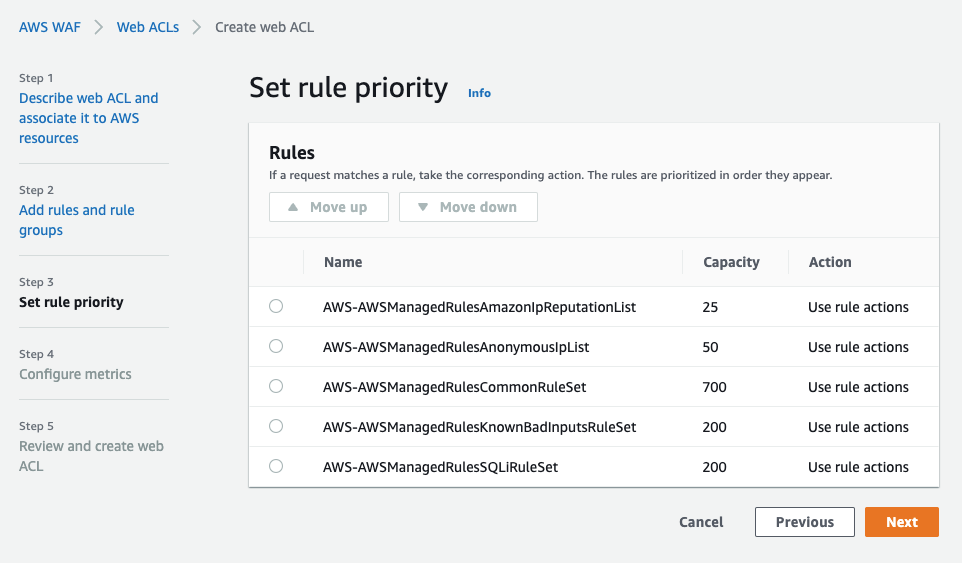 AWS WAF > Web ACLs > Create web ACL
Step 1
Describe web ACL and
associate it to AWS
resources
Step 2
Add rules and rule
groups
Step 3
Set rule priority
Step 4
Configure metrics
Step 5
Review and create web
ACL
Set rule priority Info
Rules
If a request matches a rule, take the corresponding action. The rules are prioritized in order they appear.
▲ Move up ▼ Move down
Name Capacity Action
AWS-AWSManagedRulesAmazonIpReputationList 25 Use rule actions
AWS-AWSManagedRulesAnonymousIpList 50 Use rule actions
AWS-AWSManagedRulesCommonRuleSet 700 Use rule actions
AWS-AWSManagedRulesKnownBadInputsRuleSet 200 Use rule actions
AWS-AWSManagedRulesSQLiRuleSet 200 Use rule actions
Cancel Previous Next